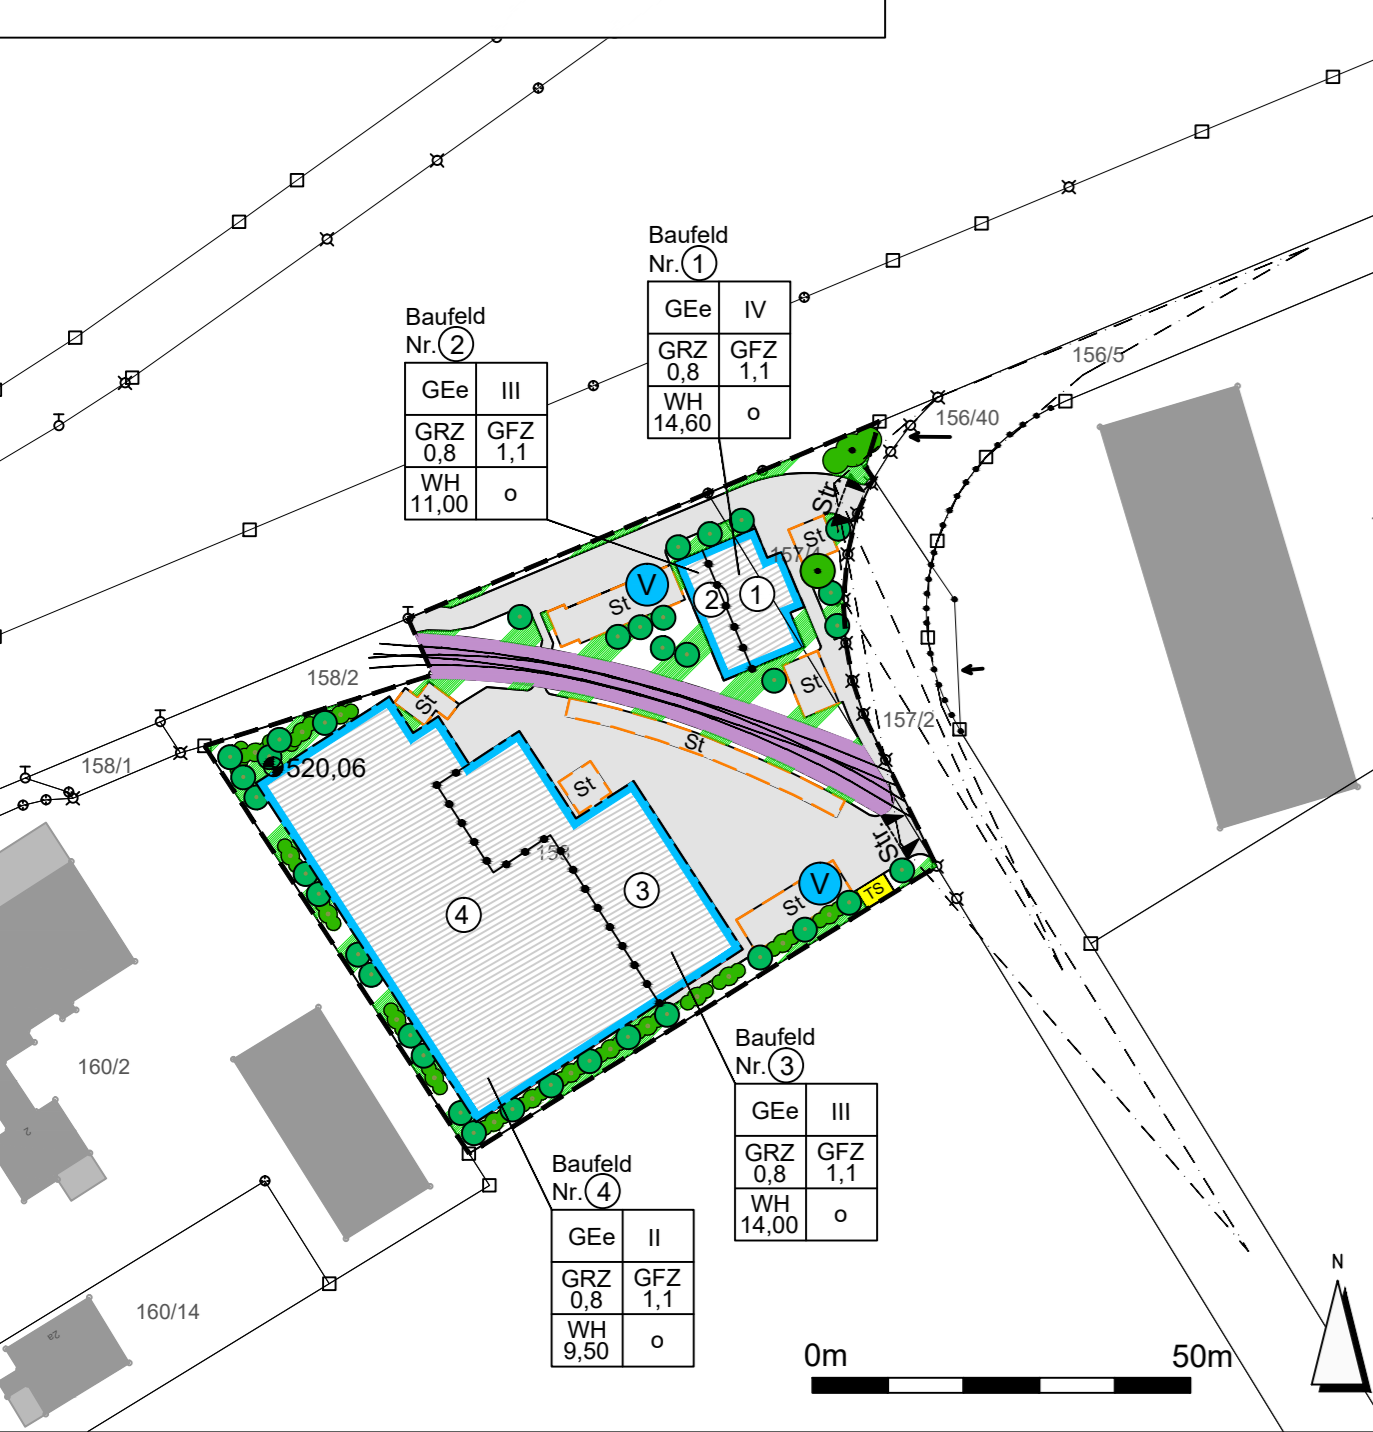 Baufeld
Nr. 1
GEe IV
GRZ 0,8 GFZ 1,1
WH 14,60 o
Baufeld
Nr. 2
GEe III
GRZ 0,8 GFZ 1,1
WH 11,00 o
156/5
156/40
Str.
St
157/1
V
St
2
1
158/2
St
St
157/2
158/1
520,06
St
St
Str.
3
4
V
St
TS
160/2
2
Baufeld
Nr. 3
GEe III
GRZ 0,8 GFZ 1,1
WH 14,00 o
Baufeld
Nr. 4
GEe II
GRZ 0,8 GFZ 1,1
WH 9,50 o
160/14
2a
N
0m 50m